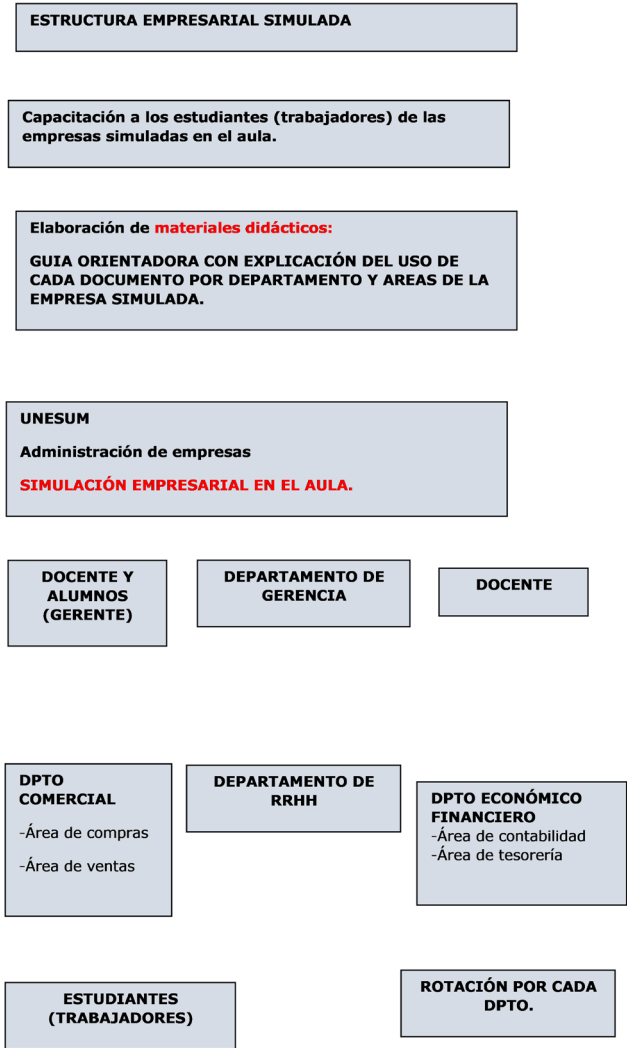 ESTRUCTURA EMPRESARIAL SIMULADA
Capacitación a los estudiantes (trabajadores) de las
empresas simuladas en el aula.
Elaboración de materiales didácticos:
GUIA ORIENTADORA CON EXPLICACIÓN DEL USO DE
CADA DOCUMENTO POR DEPARTAMENTO Y AREAS DE LA
EMPRESA SIMULADA.
UNESUM
Administración de empresas
SIMULACIÓN EMPRESARIAL EN EL AULA.
DOCENTE Y
ALUMNOS
(GERENTE)
DEPARTAMENTO DE
GERENCIA
DOCENTE
DPTO
COMERCIAL
-Área de compras
-Área de ventas
DEPARTAMENTO DE
RRHH
DPTO ECONÓMICO
FINANCIERO
-Área de contabilidad
-Área de tesorería
ESTUDIANTES
(TRABAJADORES)
ROTACIÓN POR CADA
DPTO.